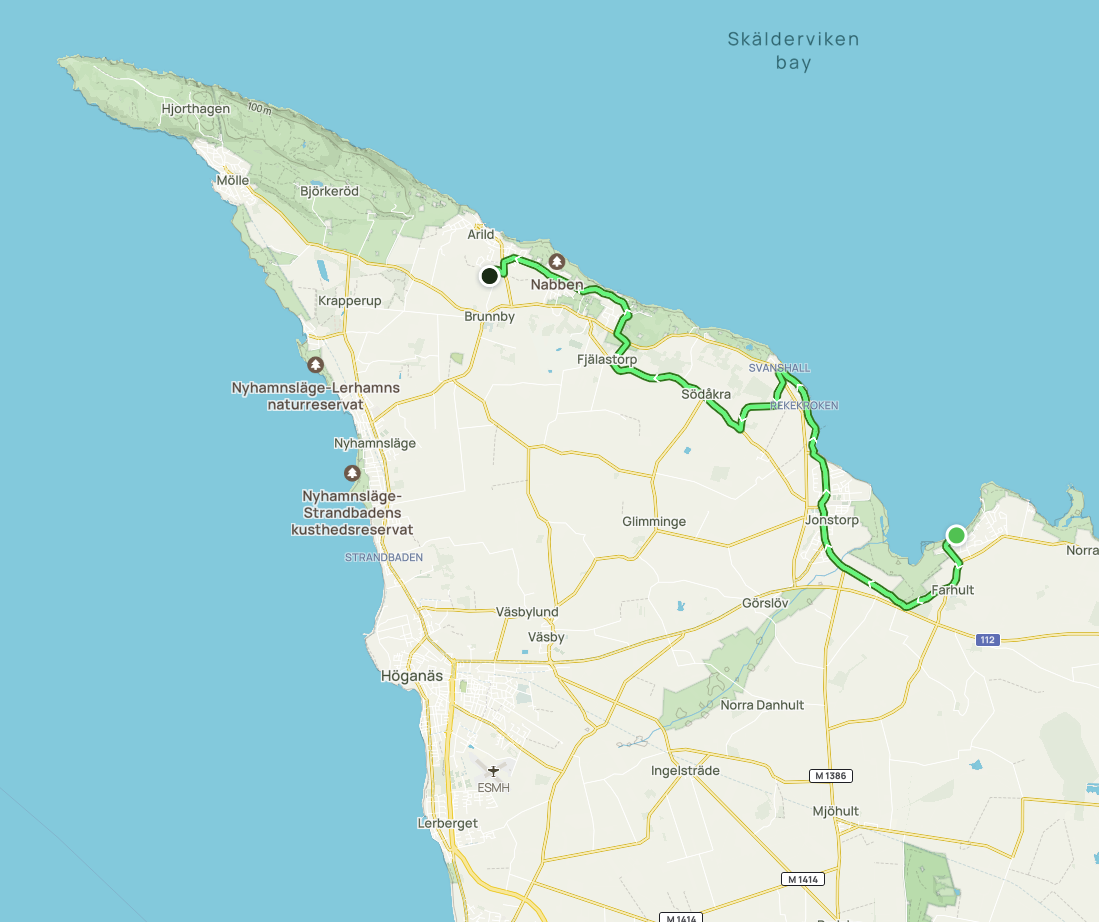 Skälderviken
bay
Hjorthagen
100 m
Mölle
Björkeröd
Arild
Nabben
Krapperup
Brunnby
Fjälastorp
SVANSHALL
Nyhamnsläge-Lerhamns
naturreservat
Södåkra
REKEKROKEN
Nyhamnsläge
Nyhamnsläge-
Strandbadens
kusthedsreservat
Glimminge
Jonstorp
STRANDBADEN
Norra
Farhult
Görslöv
Väsbylund
Väsby
112
Höganäs
Norra Danhult
Ingelsträde
M 1386
ESMH
Mjöhult
Lerberget
M 1414
M 1414